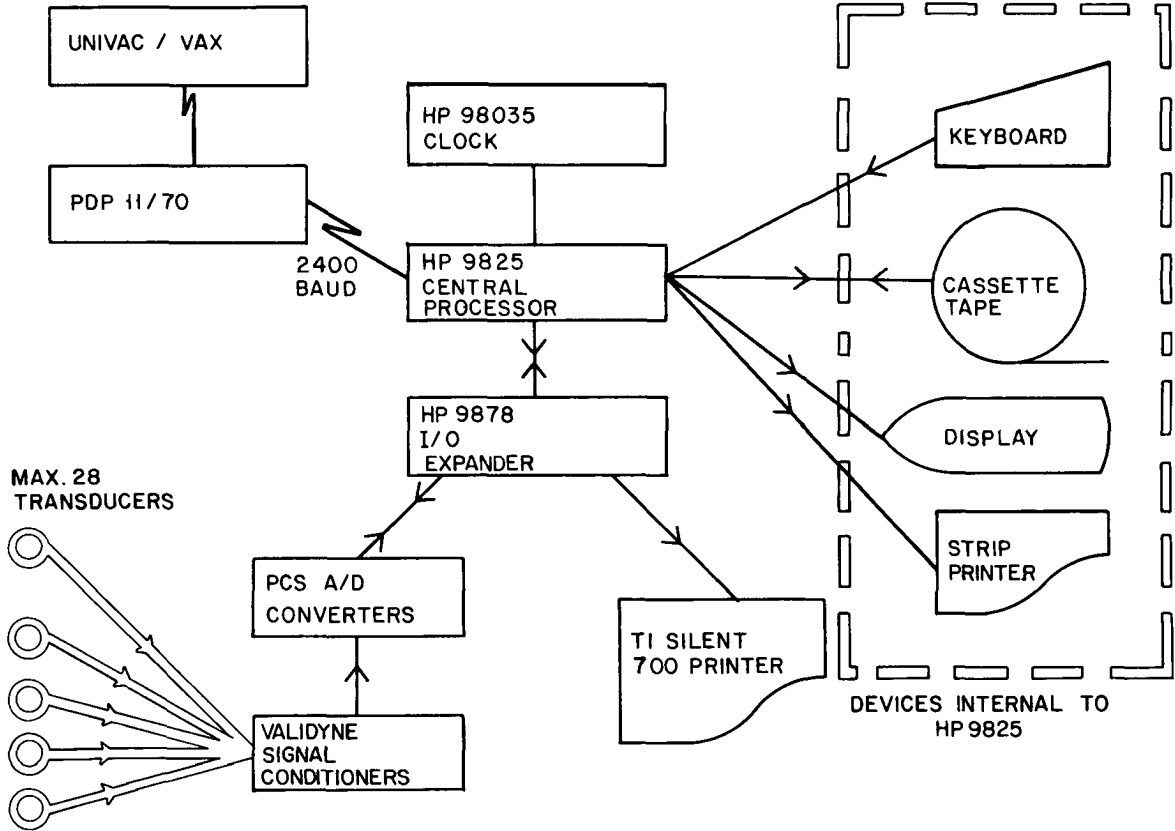 UNIVAC / VAX
HP 98035
CLOCK
KEYBOARD
PDP 11/70
2400
BAUD
HP 9825
CENTRAL
PROCESSOR
CASSETTE
TAPE
HP 9878
I/O
EXPANDER
DISPLAY
MAX. 28
TRANSDUCERS
PCS A/D
CONVERTERS
STRIP
PRINTER
TI SILENT
700 PRINTER
VALIDYNE
SIGNAL
CONDITIONERS
DEVICES INTERNAL TO
HP 9825